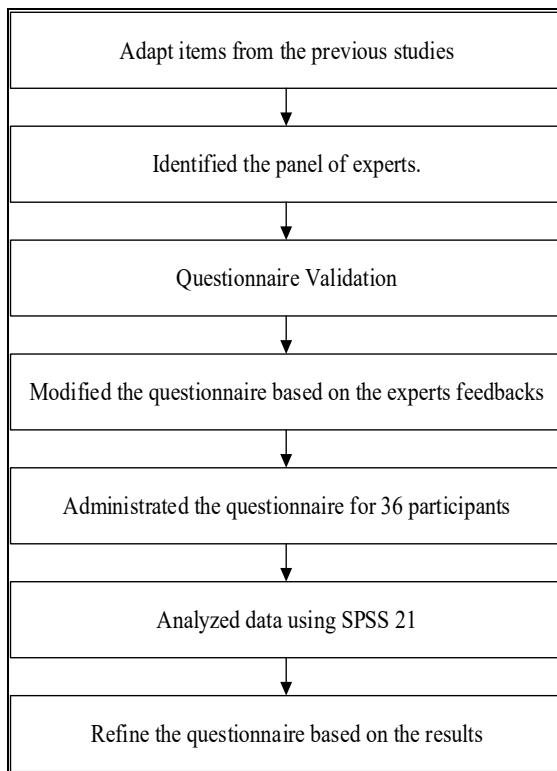 Adapt items from the previous studies
Identified the panel of experts.
Questionnaire Validation
Modified the questionnaire based on the experts feedbacks
Administrated the questionnaire for 36 participants
Analyzed data using SPSS 21
Refine the questionnaire based on the results